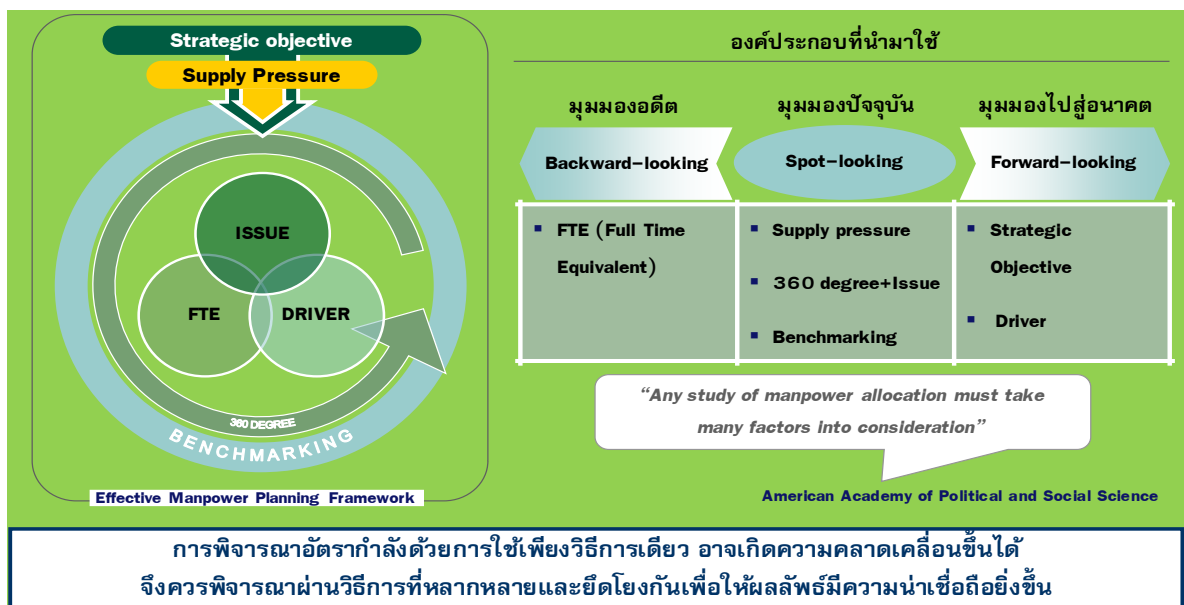 Strategic objective
Supply Pressure
ISSUE
FTE
DRIVER
360 DEGREE
BENCHMARKING
Effective Manpower Planning Framework
องค์ประกอบที่นำมาใช้
มุมมองอดีต
มุมมองปัจจุบัน
มุมมองไปสู่อนาคต
Backward-looking
Spot-looking
Forward-looking
▪ FTE (Full Time
Equivalent)
▪ Supply pressure
▪ 360 degree+Issue
▪ Benchmarking
▪ Strategic
Objective
▪ Driver
“Any study of manpower allocation must take
many factors into consideration”
American Academy of Political and Social Science
การพิจารณาอัตรากำลังด้วยการใช้เพียงวิธีการเดียว อาจเกิดความคลาดเคลื่อนขึ้นได้
จึงควรพิจารณาผ่านวิธีการที่หลากหลายและยึดโยงกันเพื่อให้ผลลัพธ์มีความน่าเชื่อถือยิ่งขึ้น